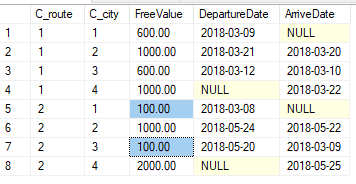 C_route C_city FreeValue DepartureDate ArriveDate
1 1 1 600.00 2018-03-09 NULL
2 1 2 1000.00 2018-03-21 2018-03-20
3 1 3 600.00 2018-03-12 2018-03-10
4 1 4 1000.00 NULL 2018-03-22
5 2 1 100.00 2018-03-08 NULL
6 2 2 1000.00 2018-05-24 2018-05-22
7 2 3 100.00 2018-05-20 2018-03-09
8 2 4 2000.00 NULL 2018-05-25